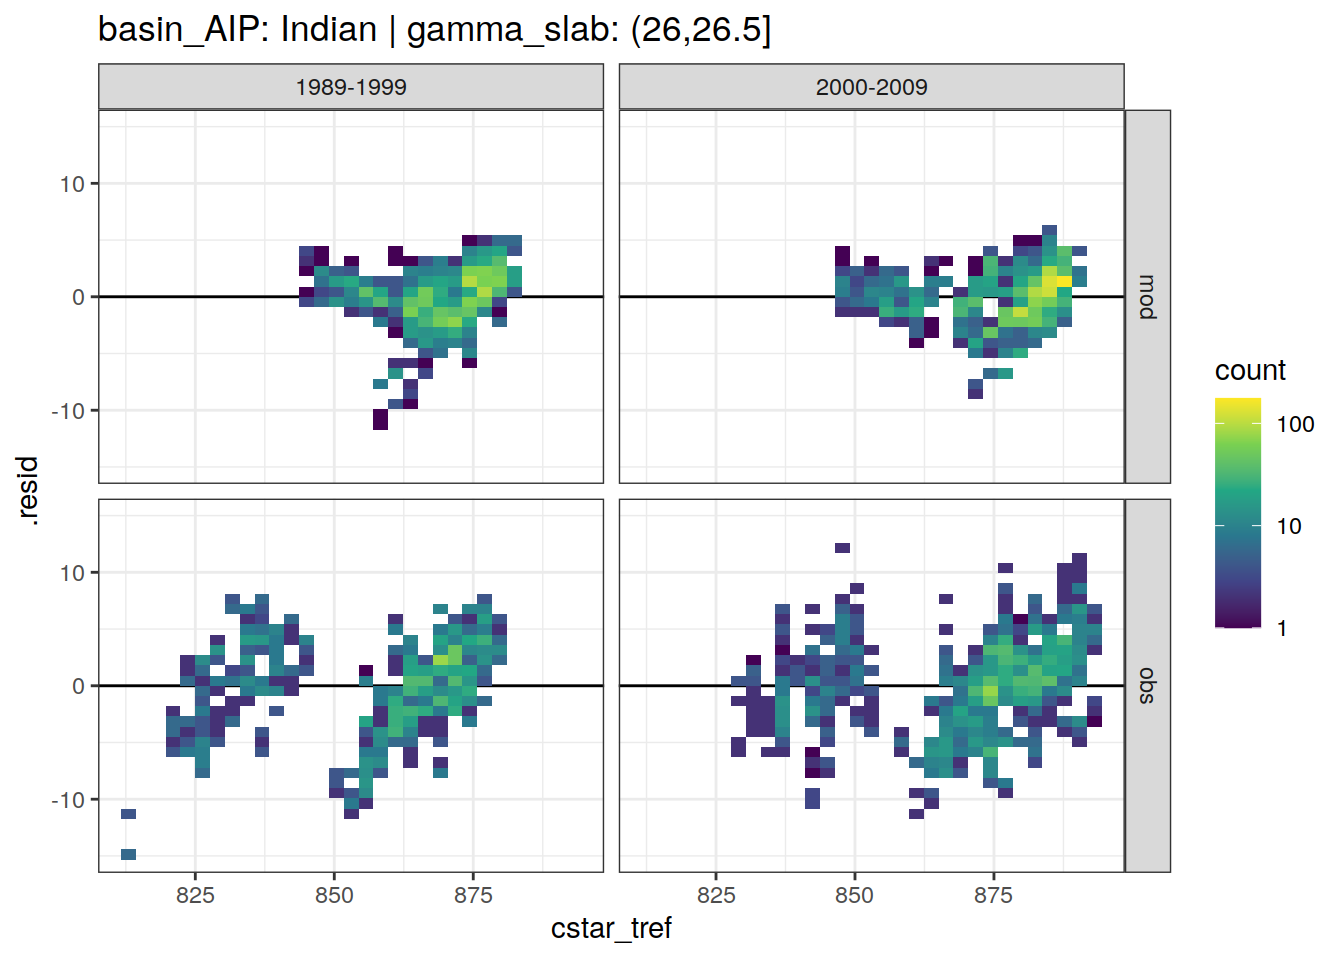 basin_AIP: Indian | gamma_slab: (26,26.5]
1989-1999
2000-2009
10
0
-10
mod
10
0
-10
obs
.resid
825
850
875
825
850
875
cstar_tref
count
100
10
1